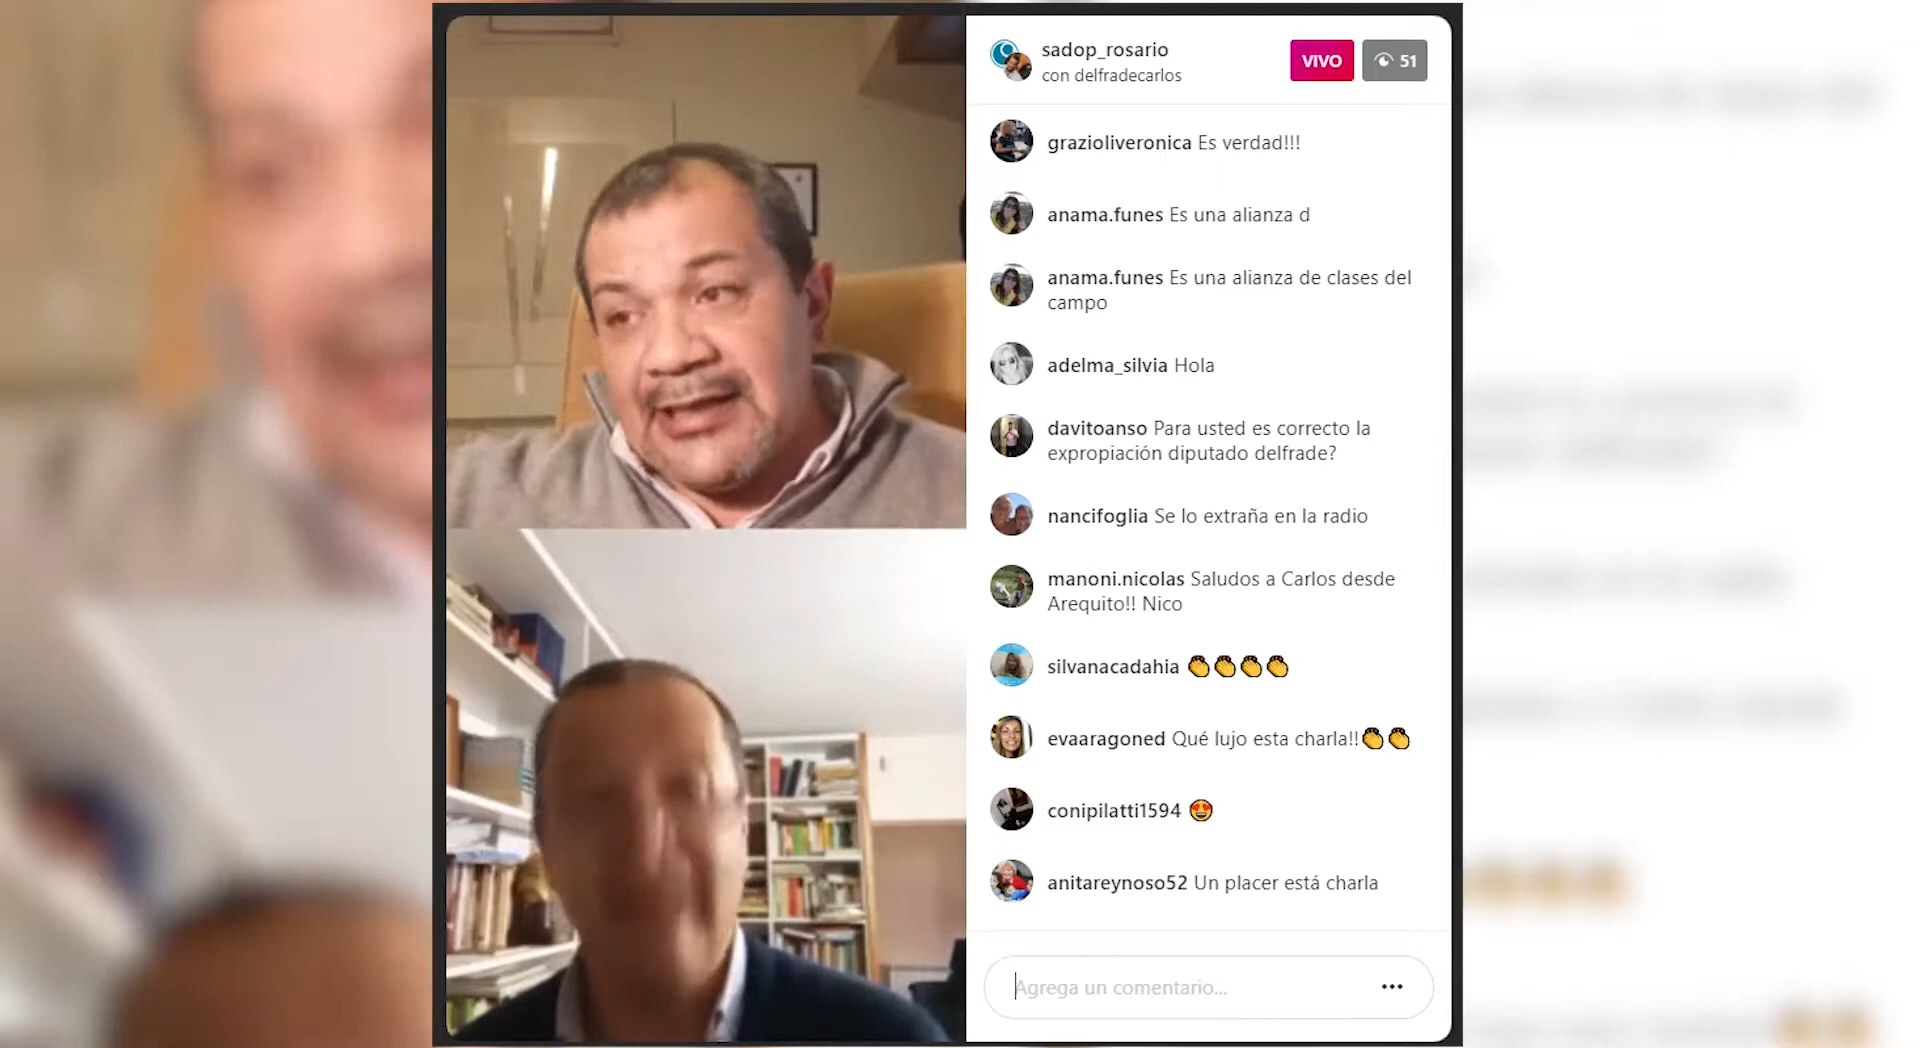 sadop_rosario
con delfradecarlos
VIVO
51
grazioliveronica Es verdad!!!
anama.funes Es una alianza d
anama.funes Es una alianza de clases del
campo
adelma_silvia Hola
davitoanso Para usted es correcto la
expropiación diputado delfrade?
nancifoglia Se lo extraña en la radio
manoni.nicolas Saludos a Carlos desde
Arequito!! Nico
silvanacadahia 👏👏👏👏
evaaragoned Qué lujo esta charla!!👏👏
conipilatti1594 😍
anitareynoso52 Un placer está charla
Agrega un comentario...